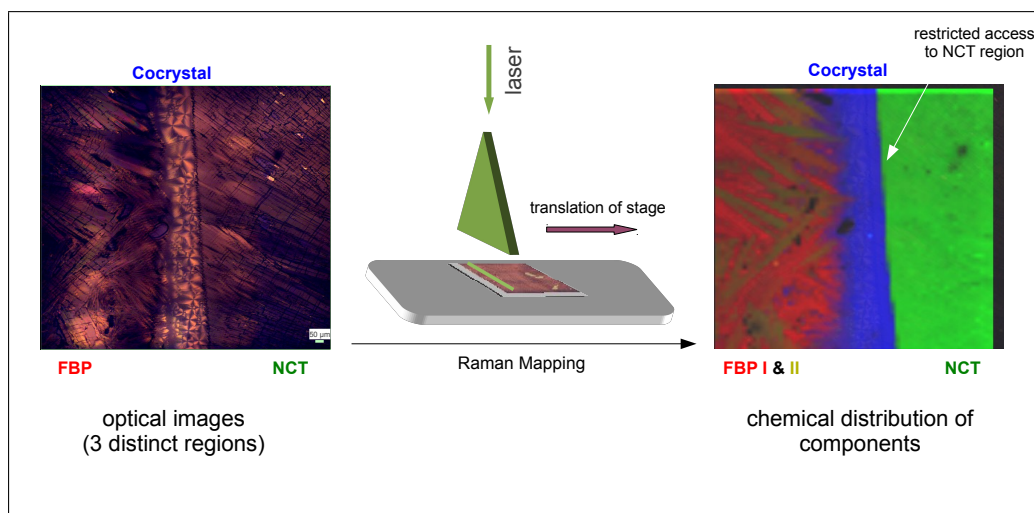 Cocrystal
50 µm
FBP
NCT
optical images
(3 distinct regions)
laser
translation of stage
Raman Mapping
restricted access
to NCT region
Cocrystal
FBP I & II
NCT
chemical distribution of
components